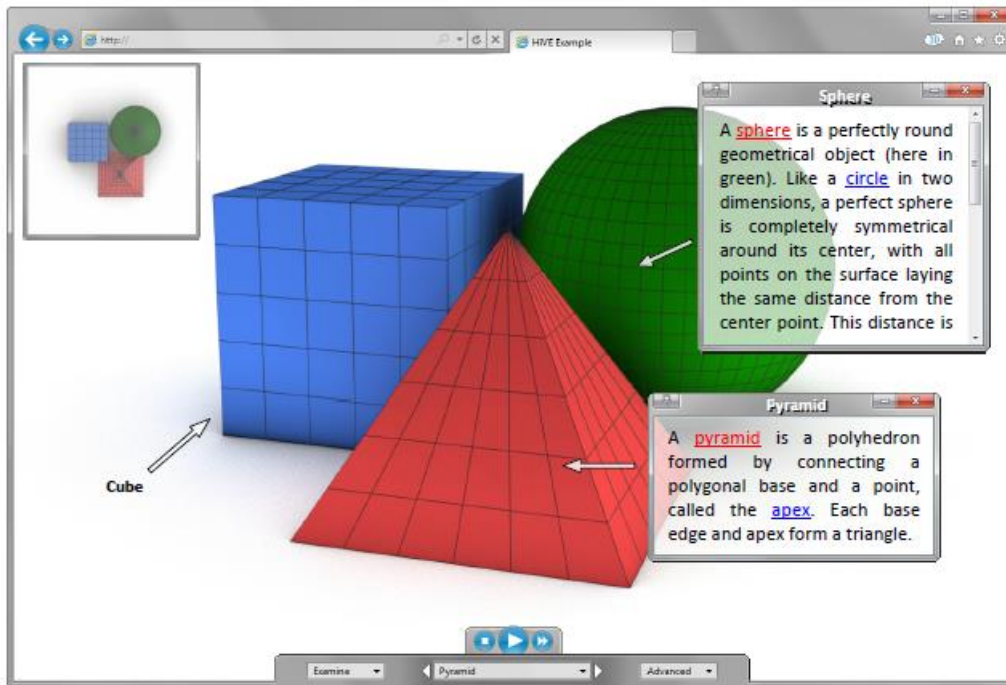 http://
HIVE Example
Sphere
A sphere is a perfectly round
geometrical object (here in
green). Like a circle in two
dimensions, a perfect sphere
is completely symmetrical
around its center, with all
points on the surface laying
the same distance from the
center point. This distance is
Pyramid
A pyramid is a polyhedron
formed by connecting a
polygonal base and a point,
called the apex. Each base
edge and apex form a triangle.
Cube
Examine
Pyramid
Advanced